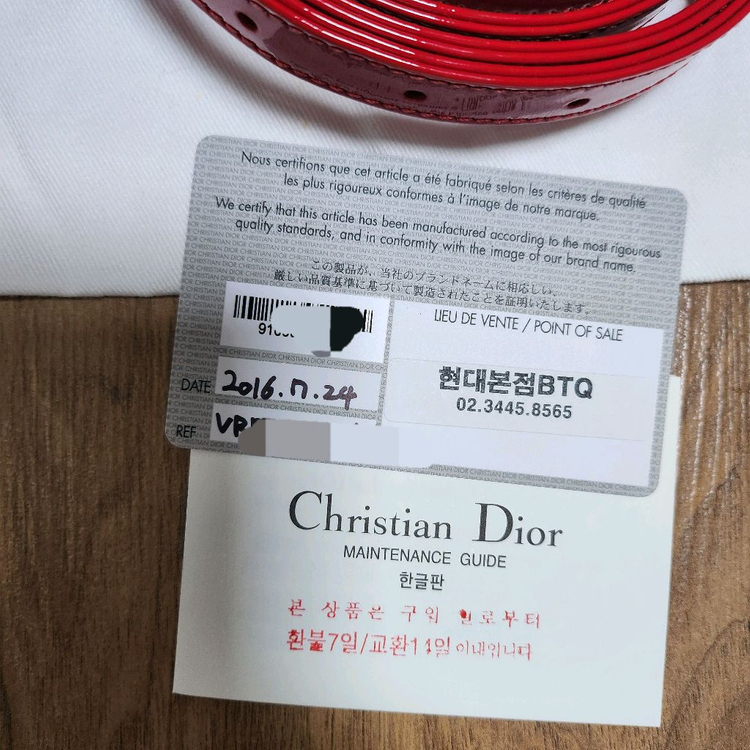 Nous certifions que cet article a été fabriqué selon les critères de qualité
les plus rigoureux conformes à l'image de notre marque.
We certify that this article has been manufactured according to the most rigourous
quality standards, and in conformity with the image of our brand name.
この製品が、当社のブランドネームに相応しい、
厳しい品質基準に基づいて製造されたことを証明いたします。
LIEU DE VENTE / POINT OF SALE
현대본점BTQ
02.3445.8565
DATE 2016.7.24
REF
Christian Dior
MAINTENANCE GUIDE
한글판
본 상품은 구입 일로부터
환불7일/교환14일이내입니다